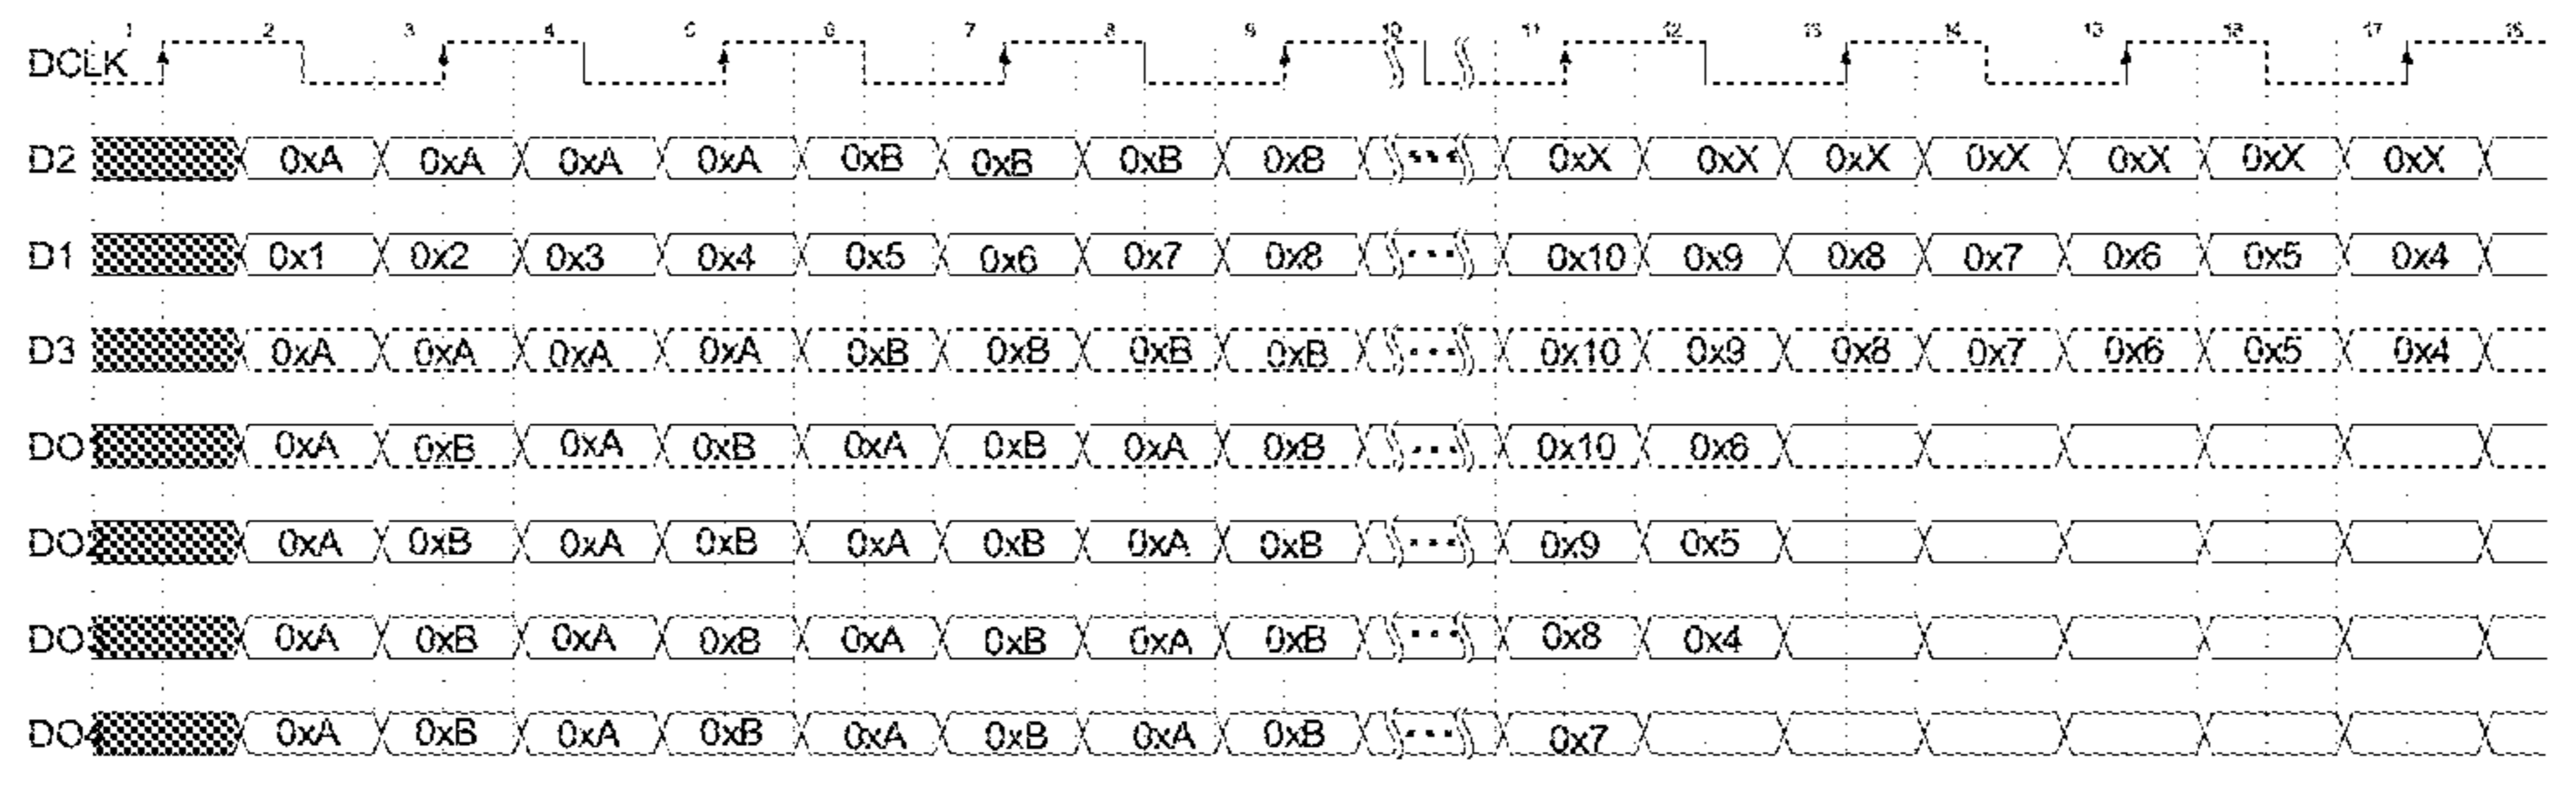 1 2 3 4 5 6 7 8 9 10 11 12 13 14 15 16 17 18
DCLK
D2 0xA 0xA 0xA 0xA 0xB 0xB 0xB 0xB ... 0xX 0xX 0xX 0xX 0xX 0xX 0xX
D1 0x1 0x2 0x3 0x4 0x5 0x6 0x7 0x8 ... 0x10 0x9 0x8 0x7 0x6 0x5 0x4
D3 0xA 0xA 0xA 0xA 0xB 0xB 0xB 0xB ... 0x10 0x9 0x8 0x7 0x6 0x5 0x4
DO1 0xA 0xB 0xA 0xB 0xA 0xB 0xA 0xB ... 0x10 0x6
DO2 0xA 0xB 0xA 0xB 0xA 0xB 0xA 0xB ... 0x9 0x5
DO3 0xA 0xB 0xA 0xB 0xA 0xB 0xA 0xB ... 0x8 0x4
DO4 0xA 0xB 0xA 0xB 0xA 0xB 0xA 0xB ... 0x7